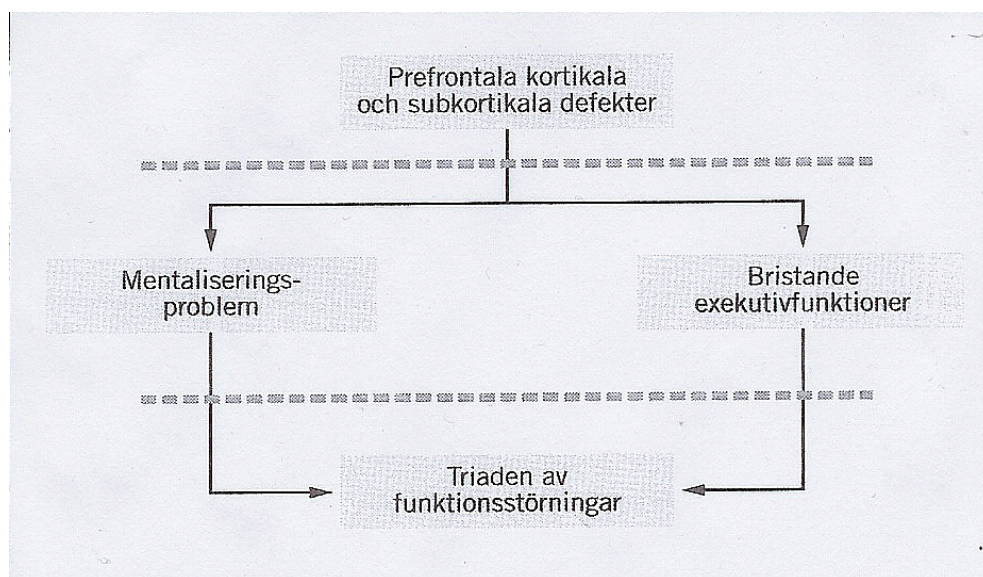 Prefrontala kortikala
och subkortikala defekter
Mentaliserings-
problem
Bristande
exekutivfunktioner
Triaden av
funktionsstörningar